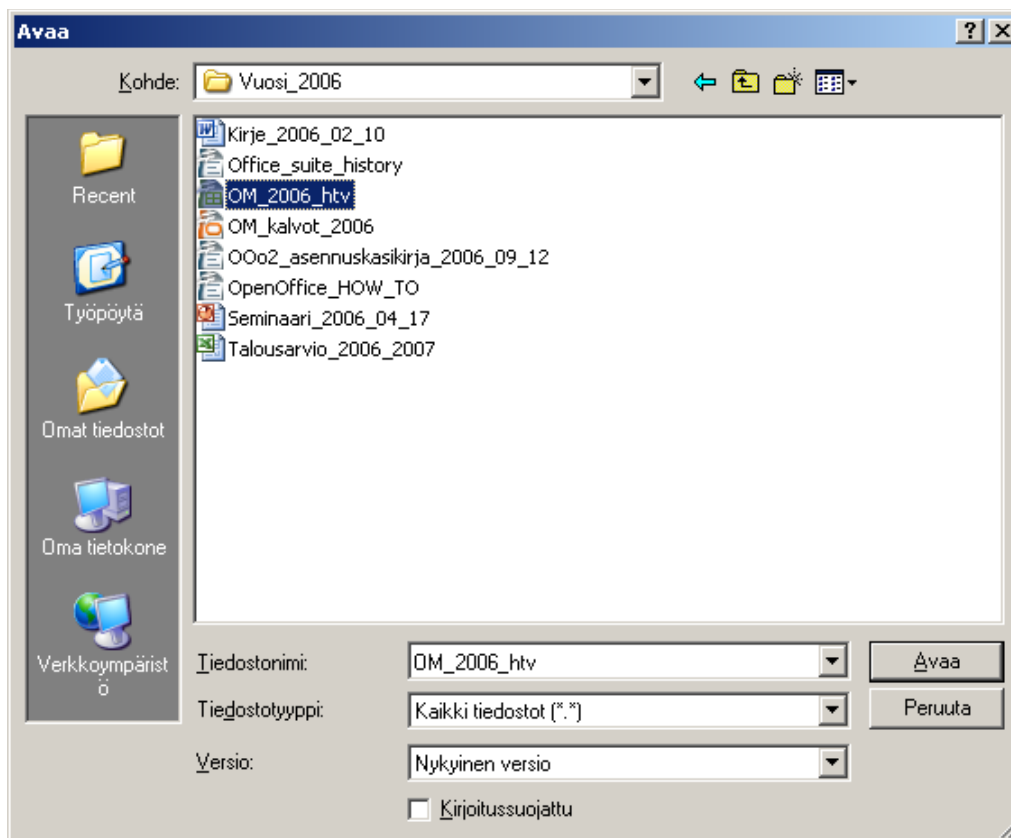 Avaa
Kohde: Vuosi_2006
Recent
Työpöytä
Omat tiedostot
Oma tietokone
Verkkoympärist
ö
Kirje_2006_02_10
Office_suite_history
OM_2006_htv
OM_kalvot_2006
OOo2_asennuskasikirja_2006_09_12
OpenOffice_HOW_TO
Seminaari_2006_04_17
Talousarvio_2006_2007
Tiedostonimi: OM_2006_htv Avaa
Tiedostotyyppi: Kaikki tiedostot (*.*) Peruuta
Versio: Nykyinen versio
Kirjoitussuojattu